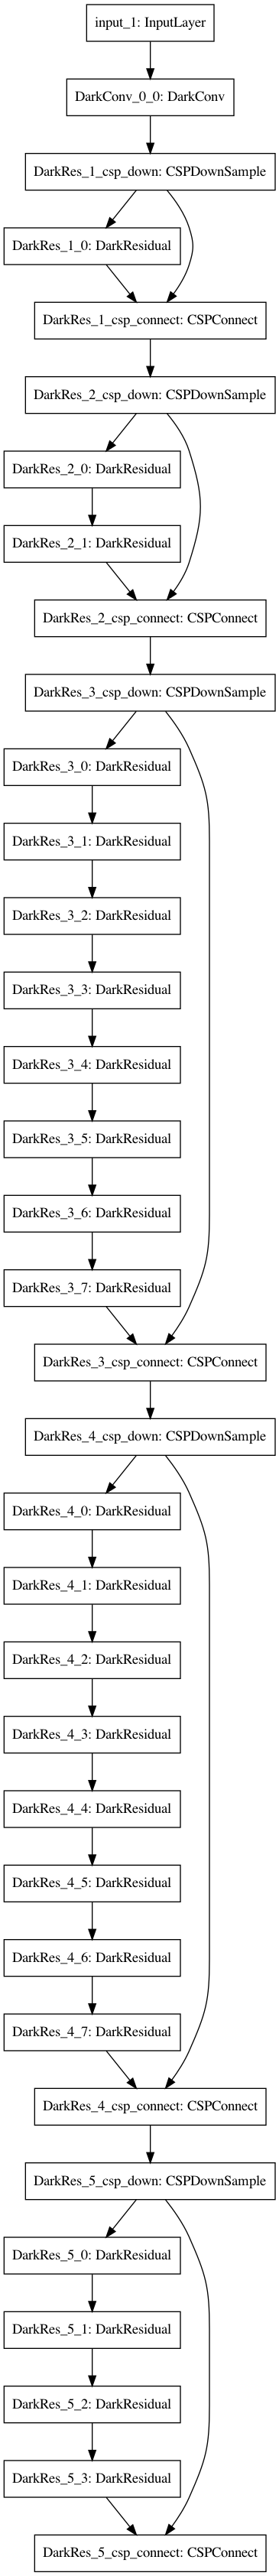 input_1: InputLayer
DarkConv_0_0: DarkConv
DarkRes_1_csp_down: CSPDownSample
DarkRes_1_0: DarkResidual
DarkRes_1_csp_connect: CSPConnect
DarkRes_2_csp_down: CSPDownSample
DarkRes_2_0: DarkResidual
DarkRes_2_1: DarkResidual
DarkRes_2_csp_connect: CSPConnect
DarkRes_3_csp_down: CSPDownSample
DarkRes_3_0: DarkResidual
DarkRes_3_1: DarkResidual
DarkRes_3_2: DarkResidual
DarkRes_3_3: DarkResidual
DarkRes_3_4: DarkResidual
DarkRes_3_5: DarkResidual
DarkRes_3_6: DarkResidual
DarkRes_3_7: DarkResidual
DarkRes_3_csp_connect: CSPConnect
DarkRes_4_csp_down: CSPDownSample
DarkRes_4_0: DarkResidual
DarkRes_4_1: DarkResidual
DarkRes_4_2: DarkResidual
DarkRes_4_3: DarkResidual
DarkRes_4_4: DarkResidual
DarkRes_4_5: DarkResidual
DarkRes_4_6: DarkResidual
DarkRes_4_7: DarkResidual
DarkRes_4_csp_connect: CSPConnect
DarkRes_5_csp_down: CSPDownSample
DarkRes_5_0: DarkResidual
DarkRes_5_1: DarkResidual
DarkRes_5_2: DarkResidual
DarkRes_5_3: DarkResidual
DarkRes_5_csp_connect: CSPConnect